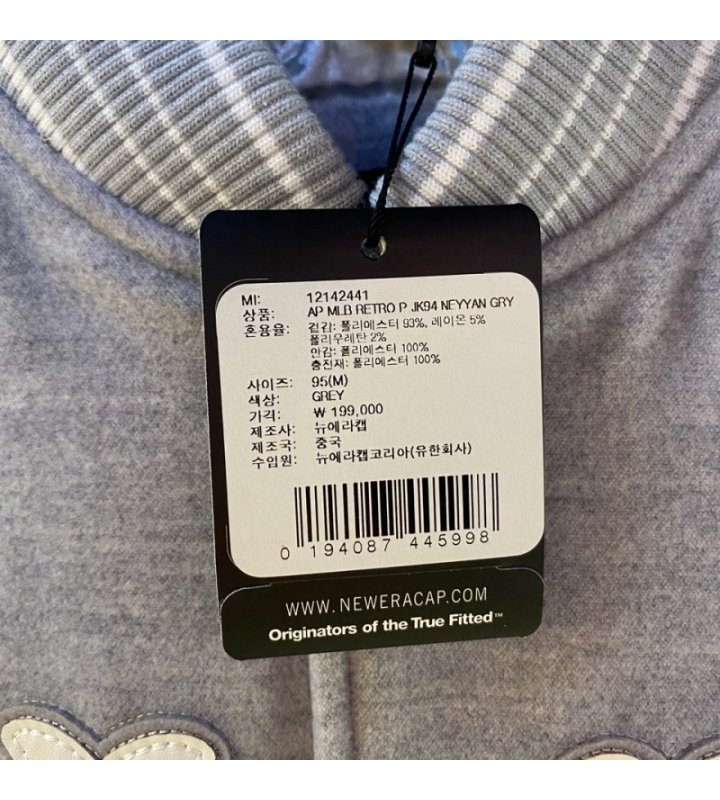 MI: 12142441
상품: AP MLB RETRO P JK94 NEYYAN GRY
혼용율: 겉감: 폴리에스터 93%, 레이온 5%
폴리우레탄 2%
안감: 폴리에스터 100%
충전재: 폴리에스터 100%
사이즈: 95(M)
색상: GREY
가격: ₩ 199,000
제조사: 뉴에라캡
제조국: 중국
수입원: 뉴에라캡코리아(유한회사)
0 194087 445998
WWW.NEWERACAP.COM
Originators of the True Fitted™